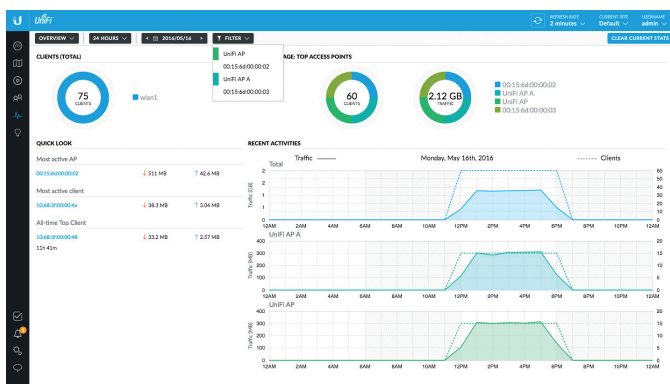 UniFi
REFRESH RATE
2 minutes
CURRENT SITE
Default
USERNAME
admin
OVERVIEW
24 HOURS
2016/05/16
FILTER
CLEAR CURRENT STATS
UniFi AP
00:15:6d:00:00:02
UniFi AP A
00:15:6d:00:00:03
CLIENTS (TOTAL)
AGE: TOP ACCESS POINTS
75
CLIENTS
wlan1
60
CLIENTS
2.12 GB
TRAFFIC
00:15:6d:00:00:02
UniFi AP A
UniFi AP
00:15:6d:00:00:03
QUICK LOOK
Most active AP
00:15:6d:00:00:02 ↓ 511 MB ↑ 42.6 MB
Most active client
10:68:3f:00:00:4a ↓ 38.3 MB ↑ 3.04 MB
All-time Top Client
10:68:3f:00:00:48 ↓ 33.2 MB ↑ 2.57 MB
11h 41m
RECENT ACTIVITIES
Traffic
Monday, May 16th, 2016
Clients
Total
Traffic [GB]
2
2
1
1
0
60
50
40
30
20
10
0
12AM 2AM 4AM 6AM 8AM 10AM 12PM 2PM 4PM 6PM 8PM 10PM 12AM
UniFi AP A
Traffic [MB]
400
300
200
100
0
20
15
10
5
0
12AM 2AM 4AM 6AM 8AM 10AM 12PM 2PM 4PM 6PM 8PM 10PM 12AM
UniFi AP
Traffic [MB]
400
300
200
100
0
20
15
10
5
0
12AM 2AM 4AM 6AM 8AM 10AM 12PM 2PM 4PM 6PM 8PM 10PM 12AM